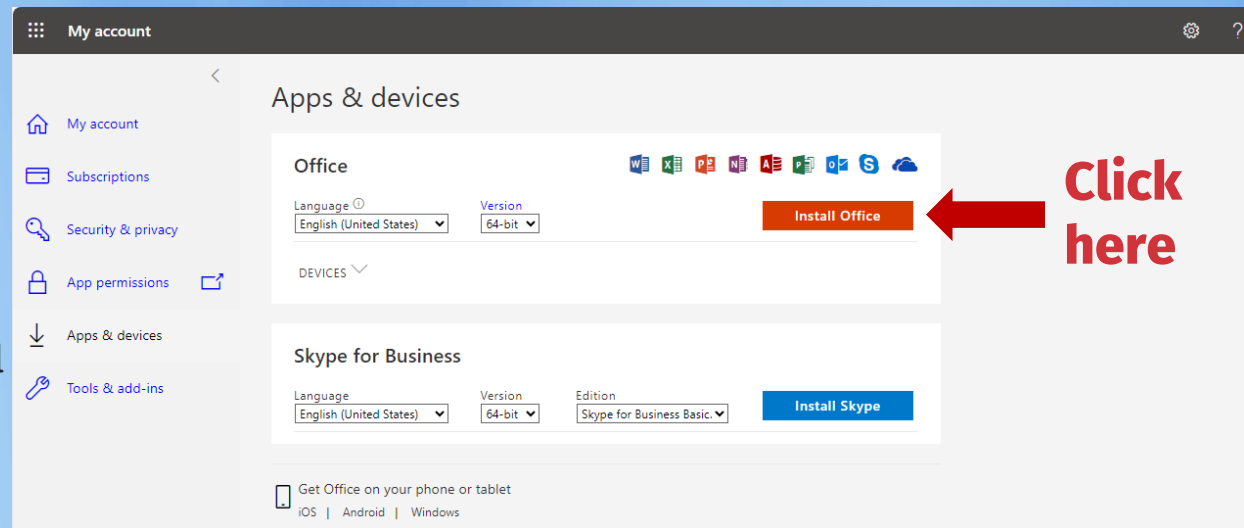 My account
?
Apps & devices
My account
Subscriptions
Security & privacy
App permissions
Apps & devices
Tools & add-ins
Office
Language
English (United States)
Version
64-bit
Install Office
DEVICES
Click
here
Skype for Business
Language
English (United States)
Version
64-bit
Edition
Skype for Business Basic.
Install Skype
Get Office on your phone or tablet
iOS | Android | Windows